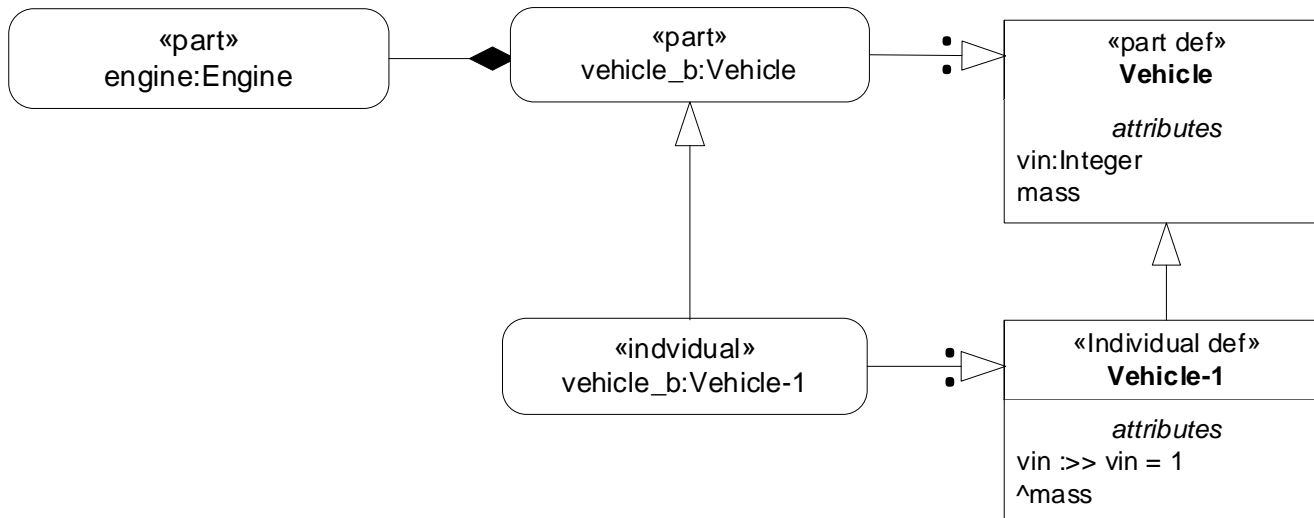 «part»
engine:Engine
«part»
vehicle_b:Vehicle
«part def»
Vehicle
attributes
vin:Integer
mass
«indvidual»
vehicle_b:Vehicle-1
«Individual def»
Vehicle-1
attributes
vin :>> vin = 1
^mass